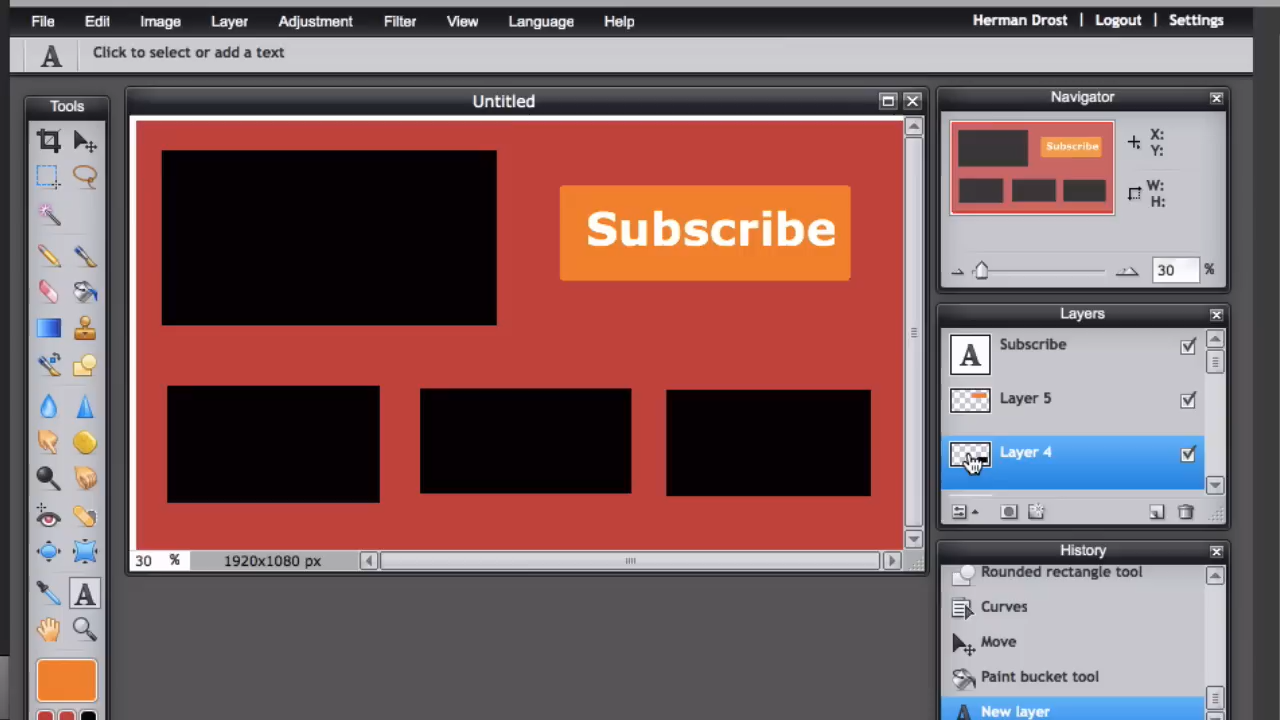 File Edit Image Layer Adjustment Filter View Language Help Herman Drost | Logout | Settings
A Click to select or add a text
Tools
Untitled
Subscribe
30 % 1920x1080 px
A
Navigator
Subscribe
X:
Y:
W:
H:
30 %
Layers
A Subscribe
Layer 5
Layer 4
History
Rounded rectangle tool
Curves
Move
Paint bucket tool
A New layer